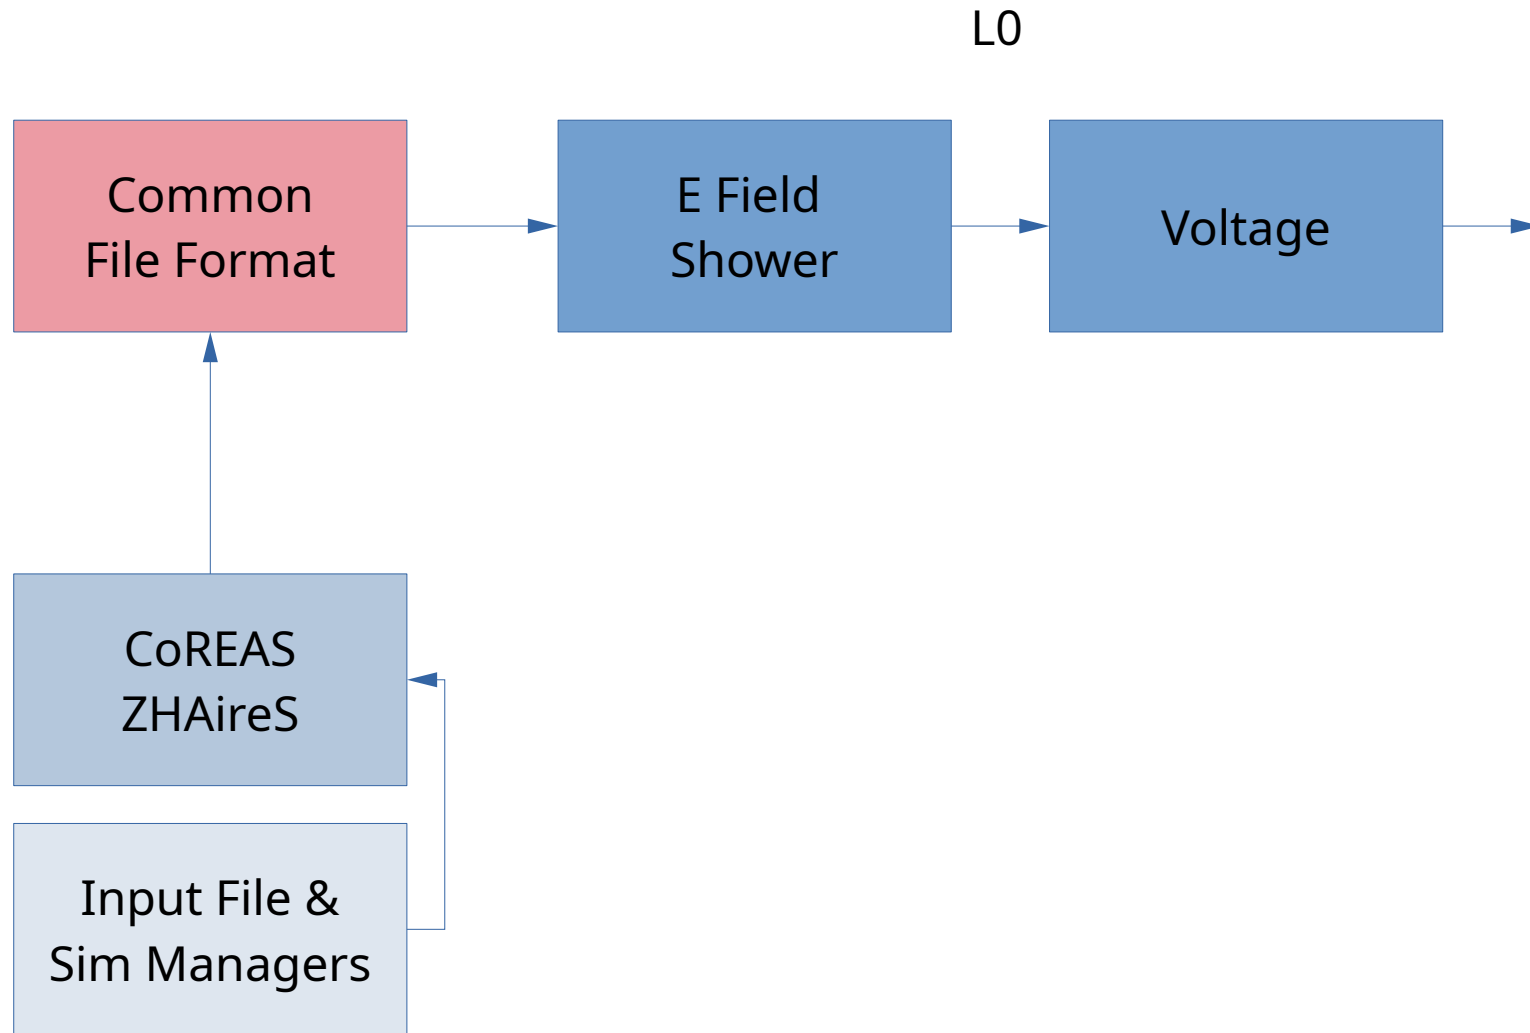 L0
Common
File Format
E Field
Shower
Voltage
CoREAS
ZHAireS
Input File &
Sim Managers